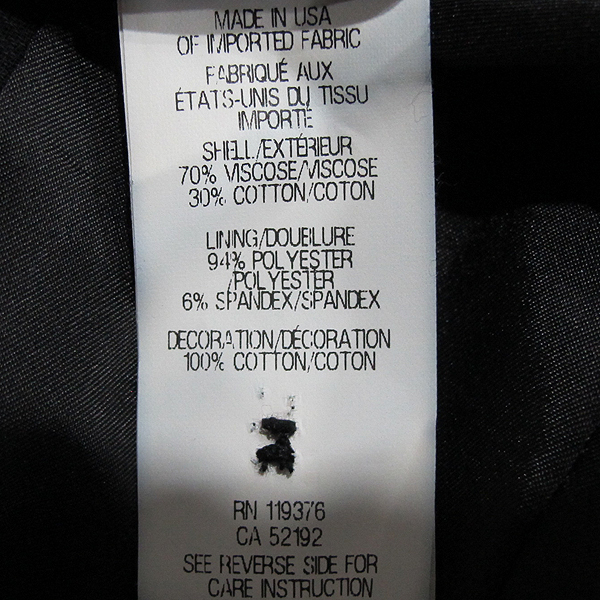 MADE IN USA
OF IMPORTED FABRIC
FABRIQUÉ AUX
ÉTATS-UNIS DU TISSU
IMPORTÉ
SHELL/EXTÉRIEUR
70% VISCOSE/VISCOSE
30% COTTON/COTON
LINING/DOUBLURE
94% POLYESTER
/POLYESTER
6% SPANDEX/SPANDEX
DECORATION/DÉCORATION
100% COTTON/COTON
RN 119376
CA 52192
SEE REVERSE SIDE FOR
CARE INSTRUCTION